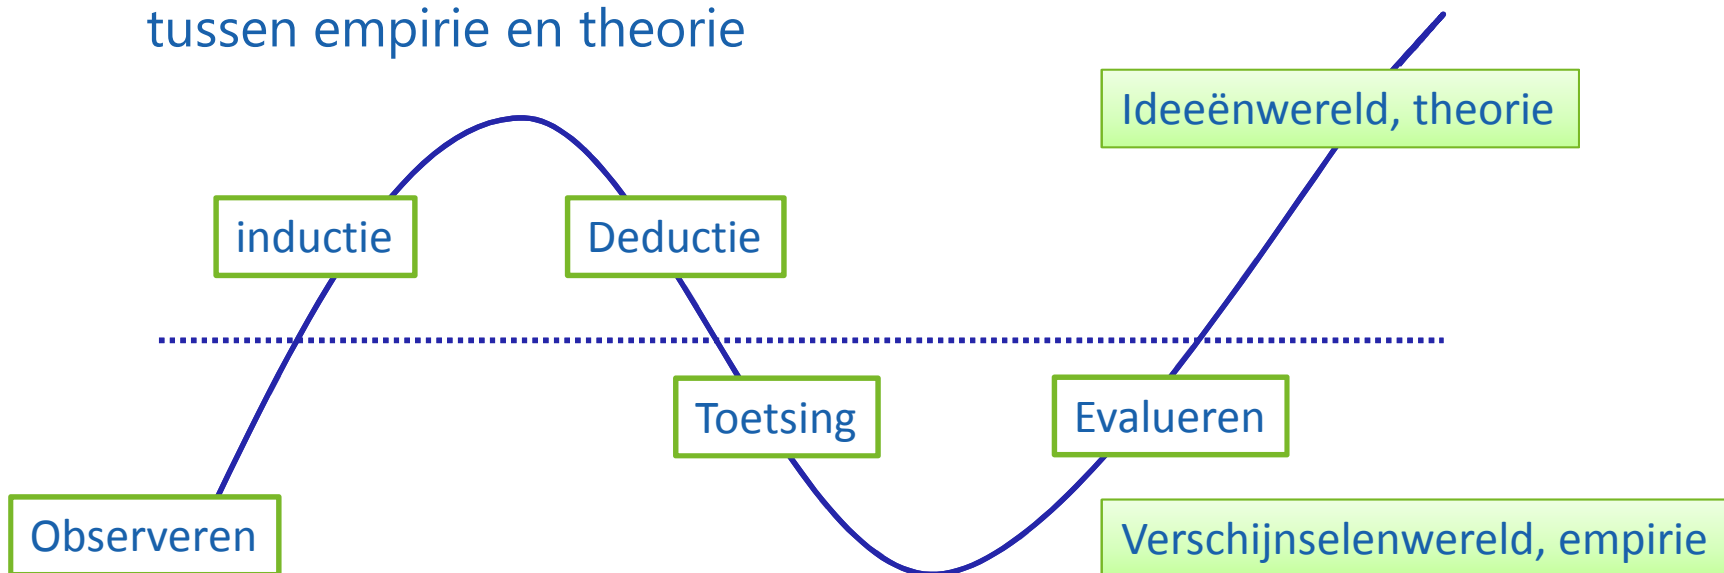 tussen empirie en theorie
Ideeënwereld, theorie
inductie
Deductie
Toetsing
Evalueren
Observeren
Verschijnselenwereld, empirie